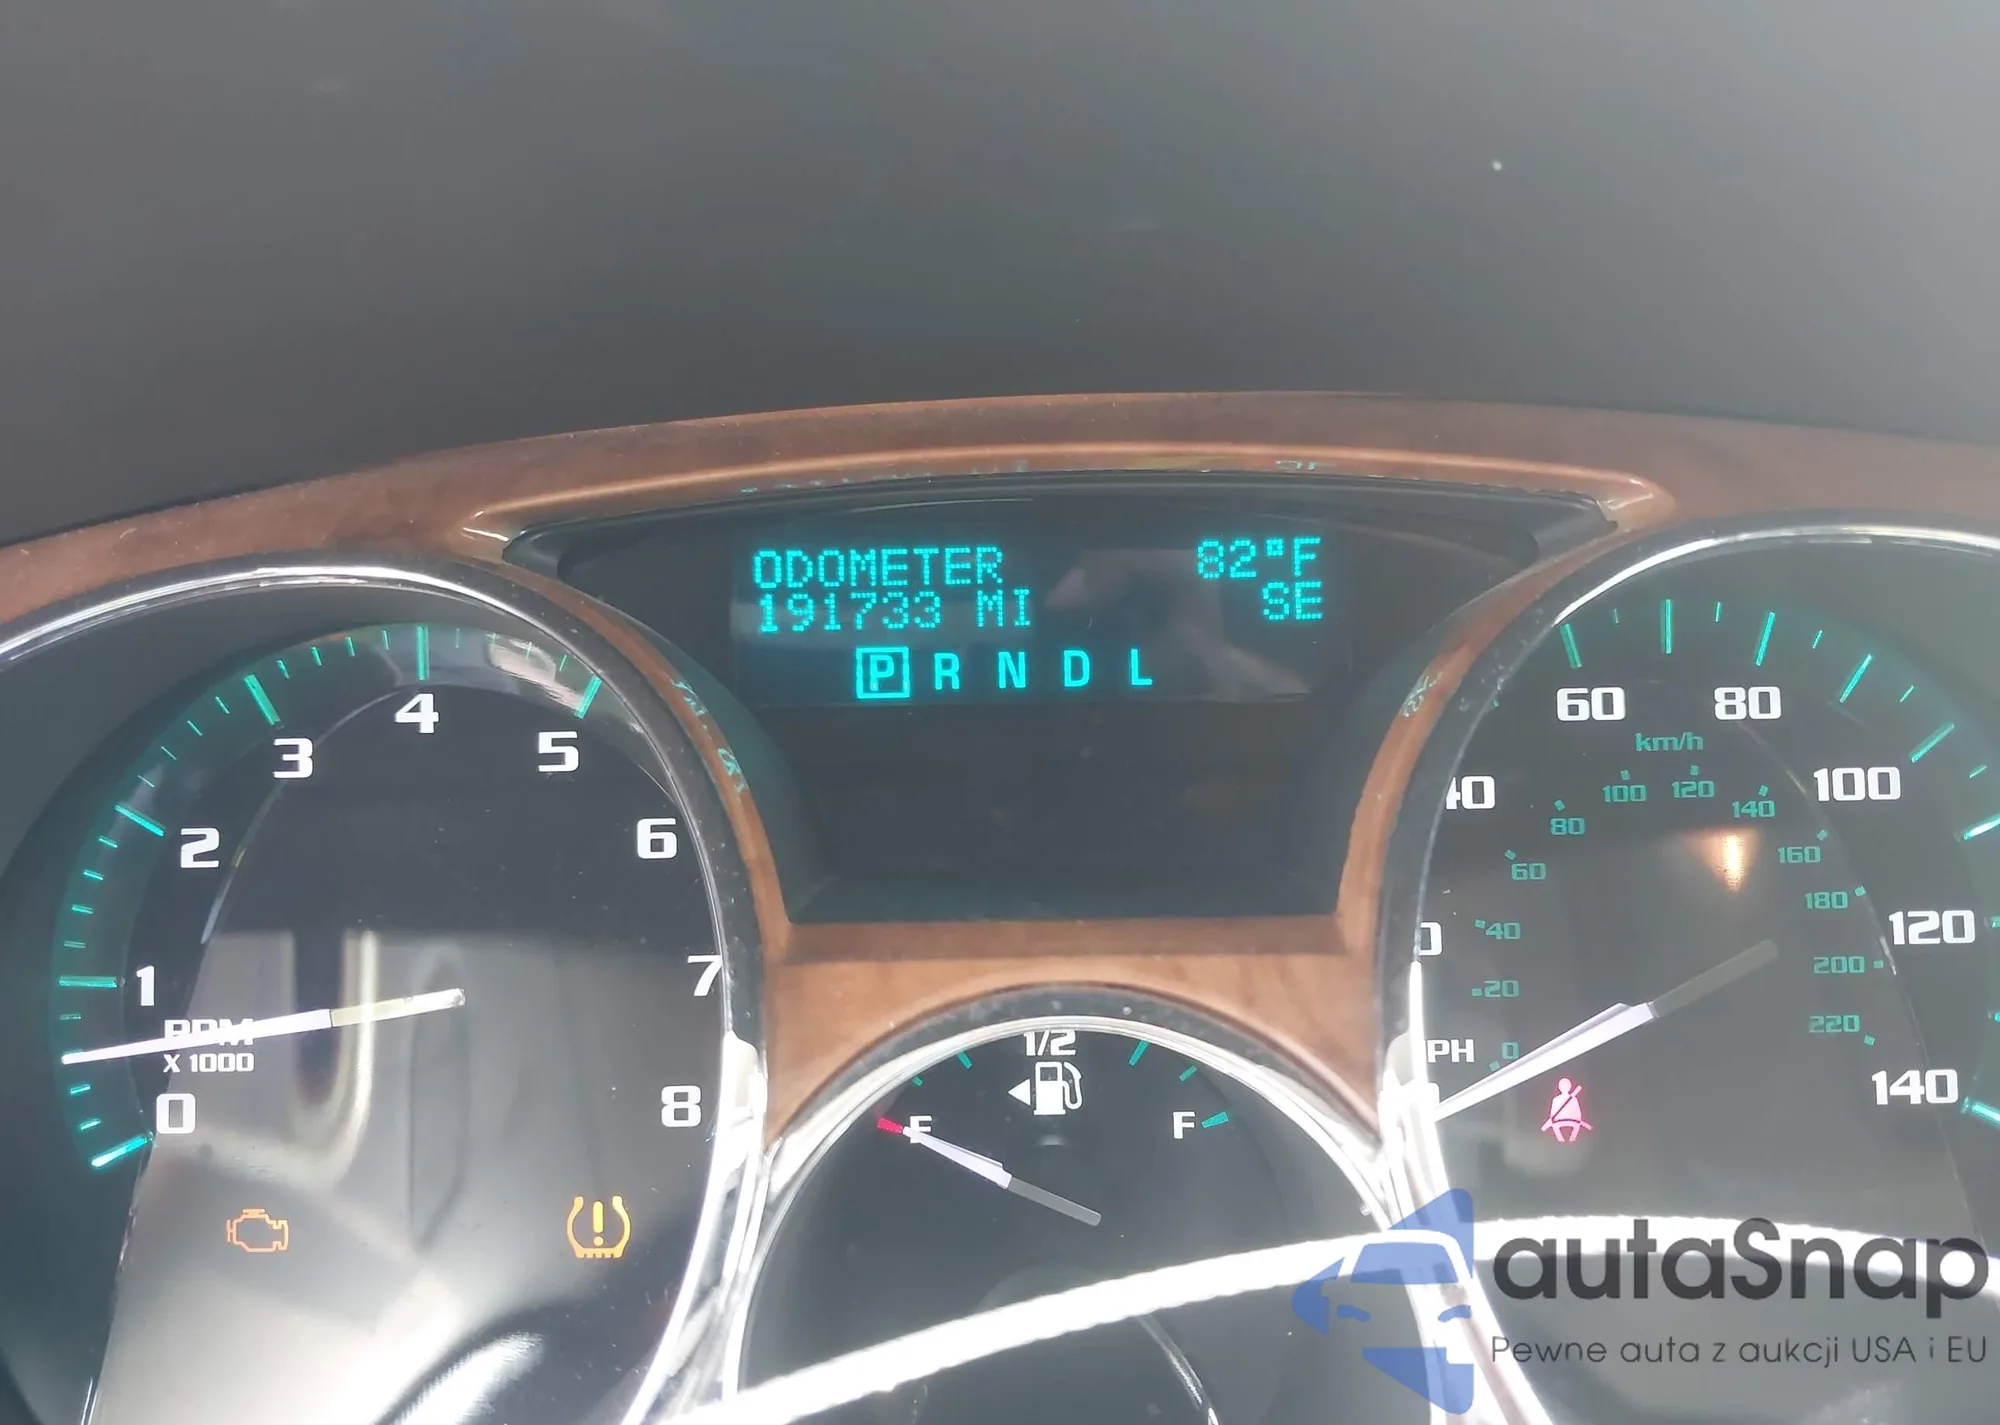 ODOMETER 82°F
191733 MI SE
P R N D L
0 1 2 3 4 5 6 7 8
RPM
X 1000
1/2
E F
60 80 100 120 140
km/h
0 20 40 60 80 100 120 140 160 180 200 220
autaSnap
Pewne auta z aukcji USA i EU